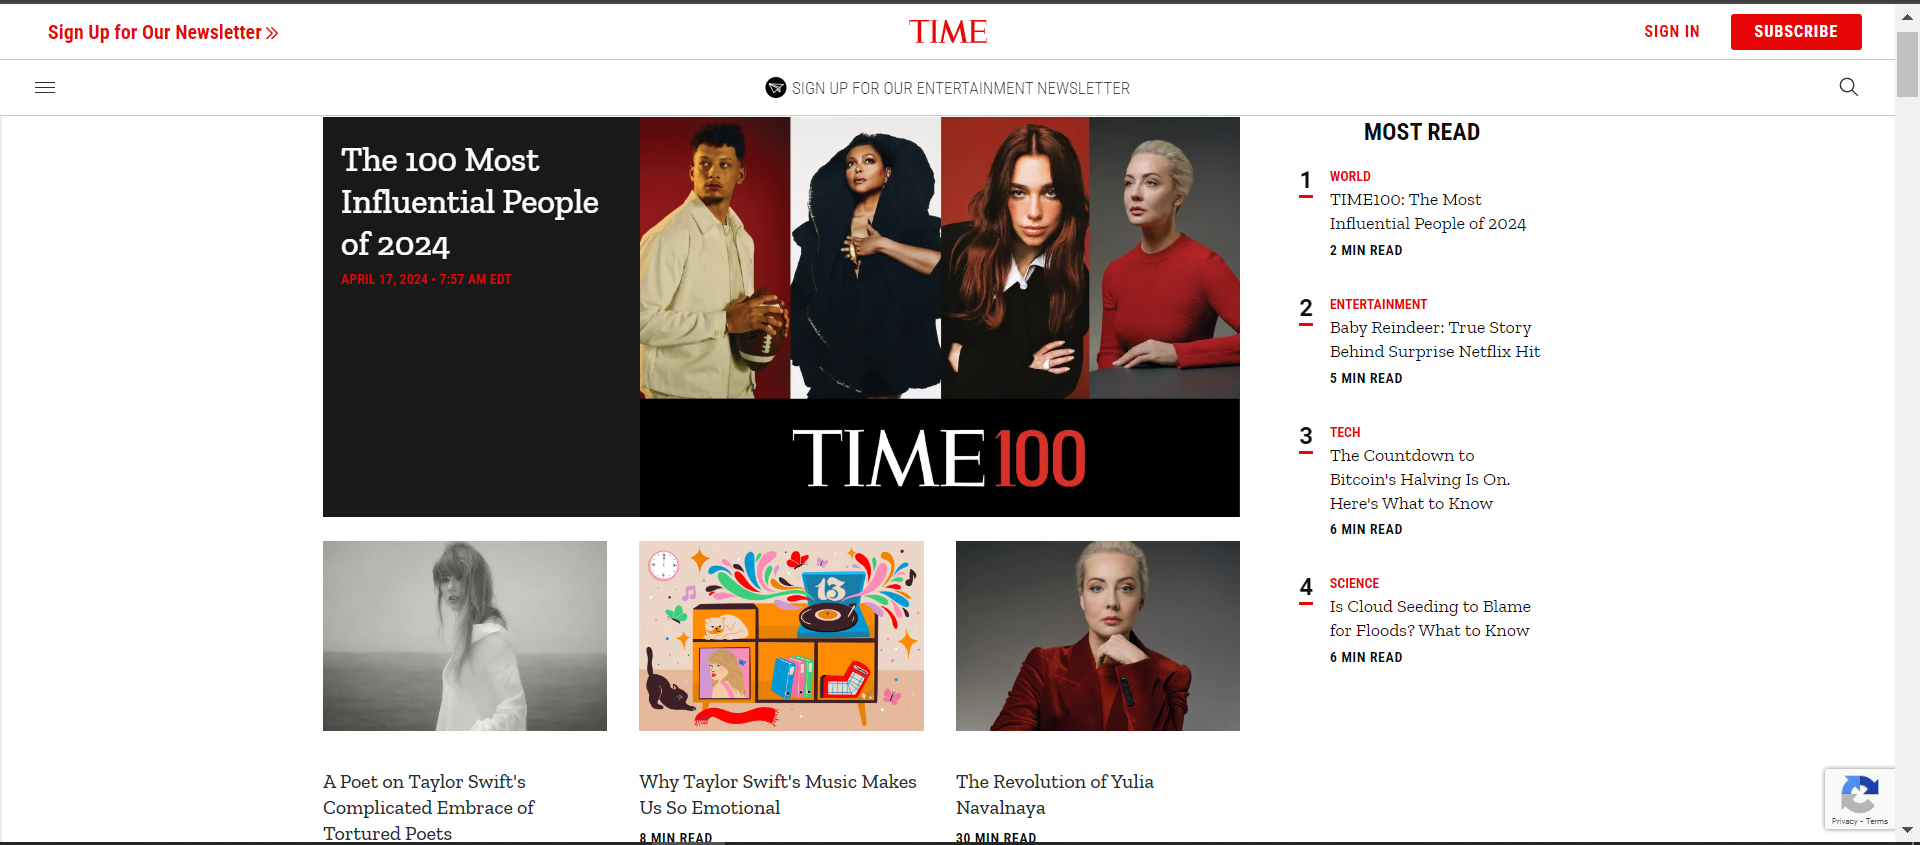 Sign Up for Our Newsletter
TIME
SIGN IN
SUBSCRIBE
SIGN UP FOR OUR ENTERTAINMENT NEWSLETTER
The 100 Most
Influential People
of 2024
APRIL 17, 2024 • 7:57 AM EDT
TIME100
MOST READ
1
WORLD
TIME100: The Most
Influential People of 2024
2 MIN READ
2
ENTERTAINMENT
Baby Reindeer: True Story
Behind Surprise Netflix Hit
5 MIN READ
3
TECH
The Countdown to
Bitcoin's Halving Is On.
Here's What to Know
6 MIN READ
4
SCIENCE
Is Cloud Seeding to Blame
for Floods? What to Know
6 MIN READ
13
A Poet on Taylor Swift's
Complicated Embrace of
Tortured Poets
Why Taylor Swift's Music Makes
Us So Emotional
8 MIN READ
The Revolution of Yulia
Navalnaya
30 MIN READ
Privacy - Terms